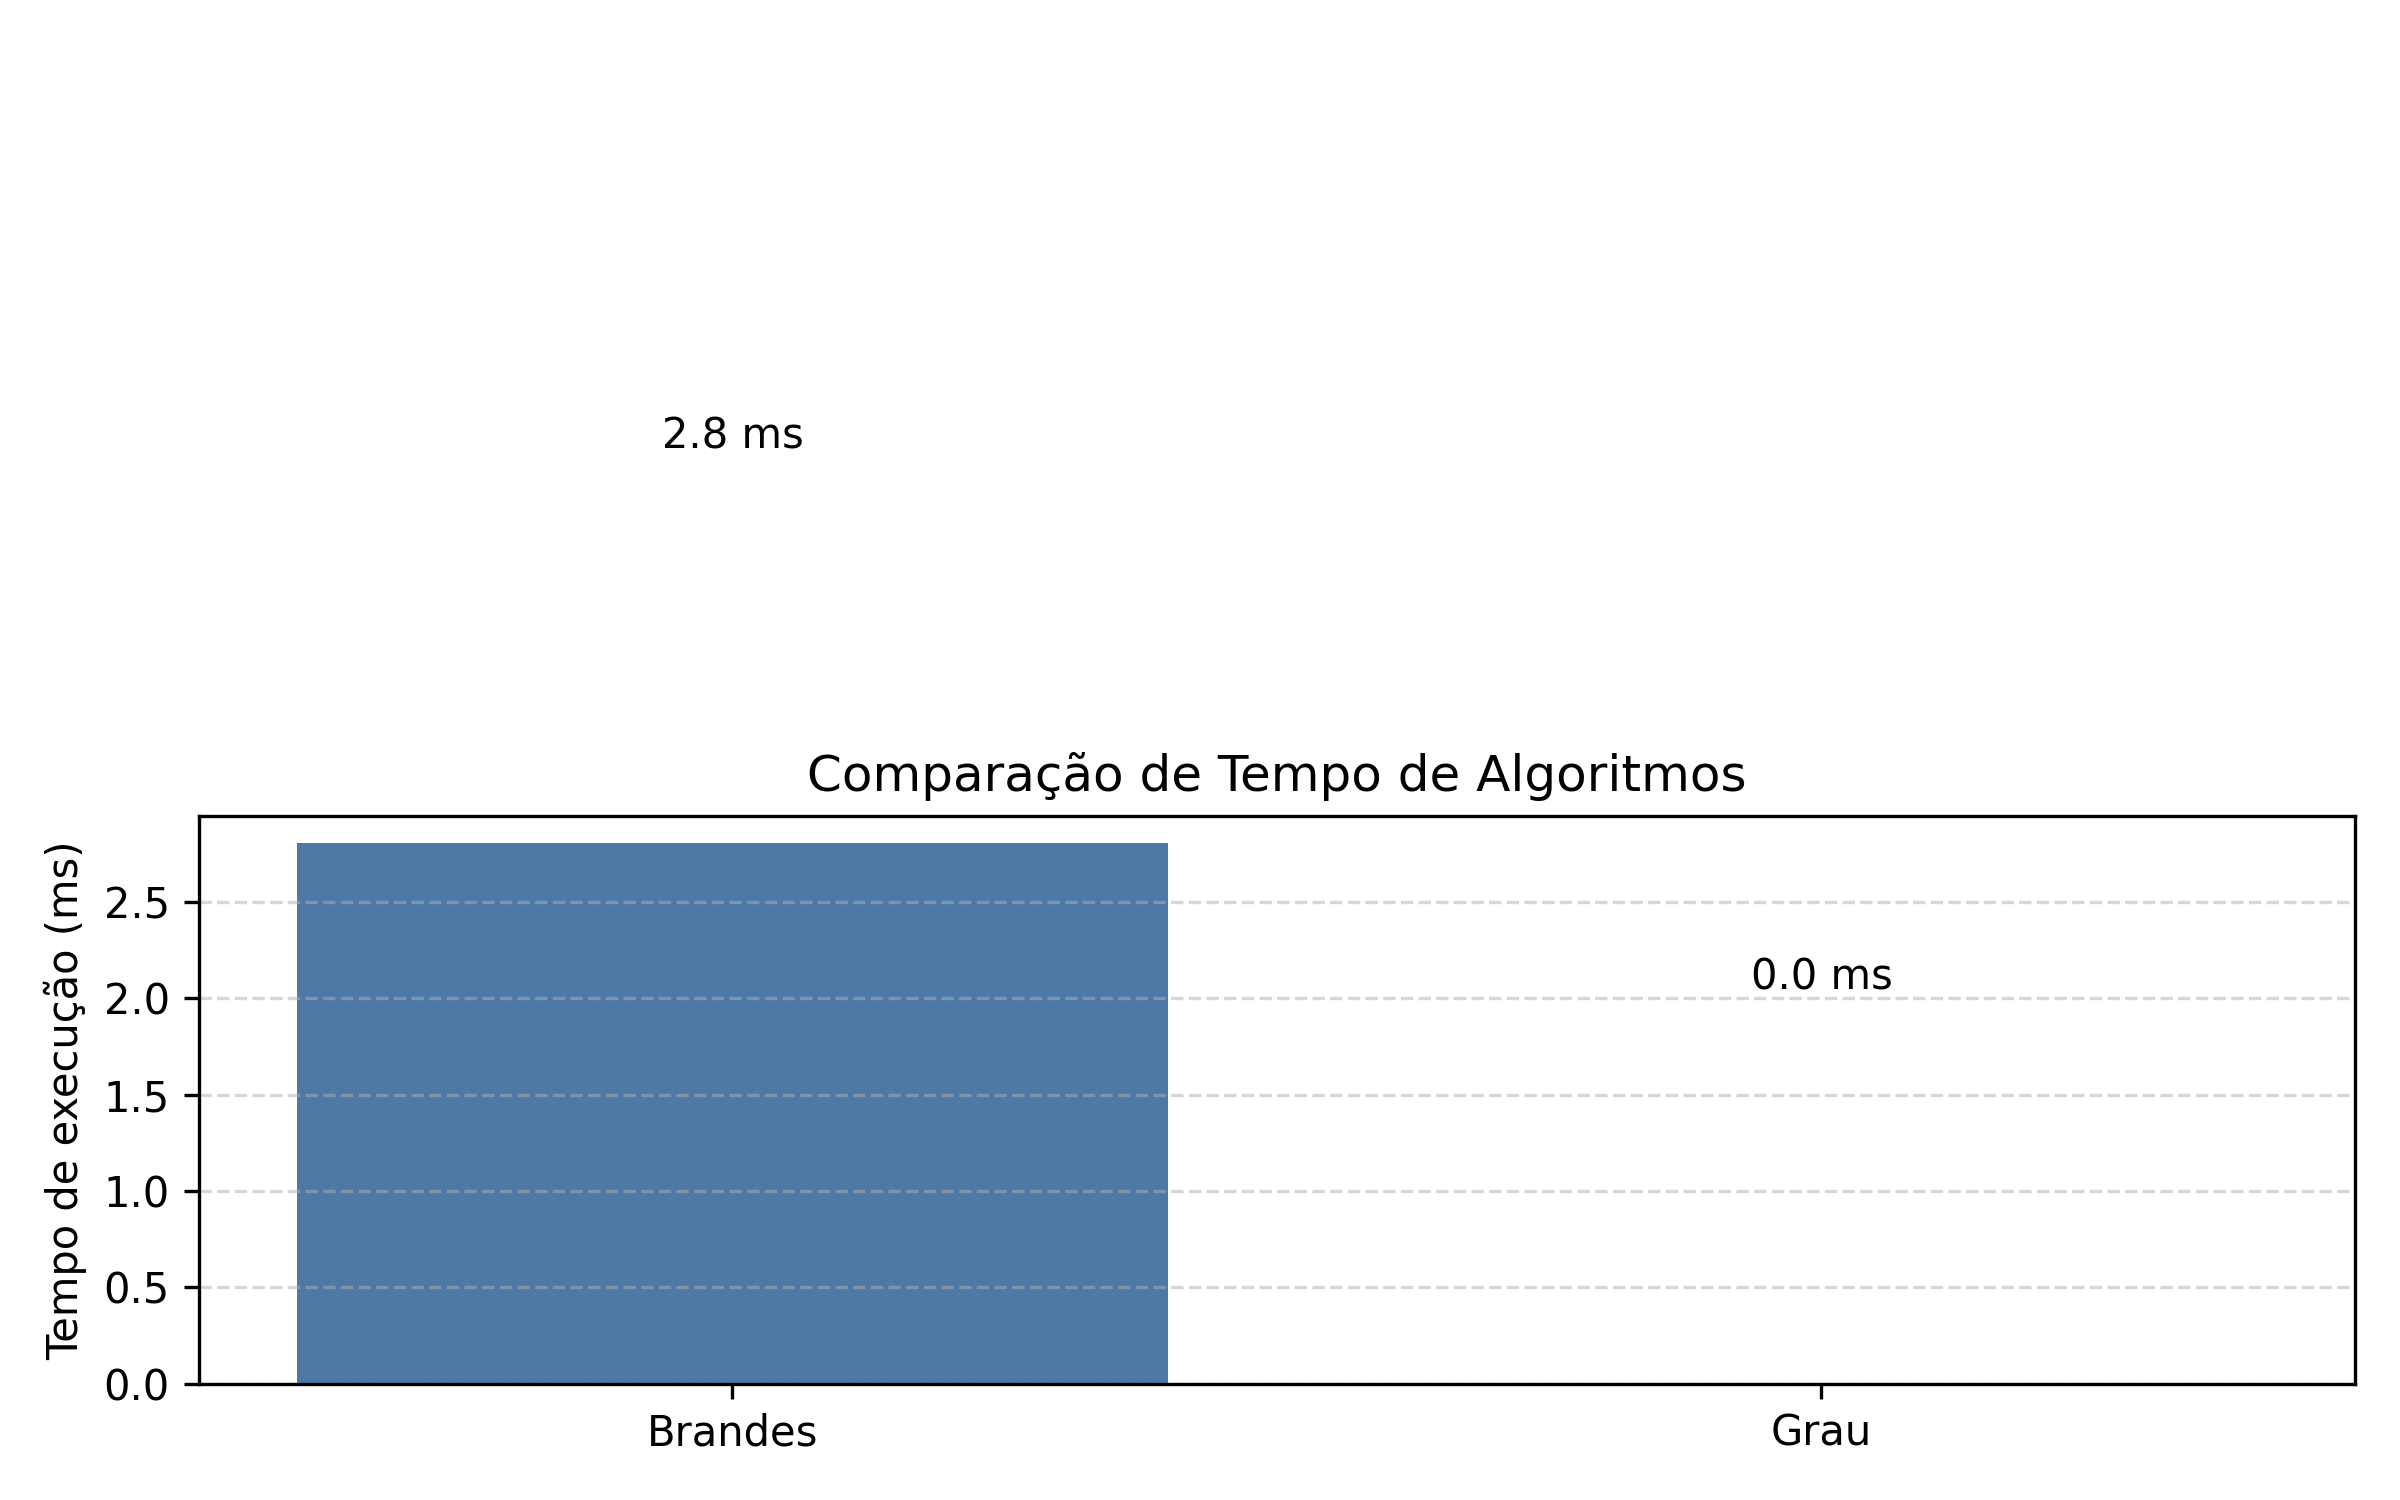 2.8 ms
Comparação de Tempo de Algoritmos
Tempo de execução (ms)
2.5
2.0
1.5
1.0
0.5
0.0
0.0 ms
Brandes
Grau